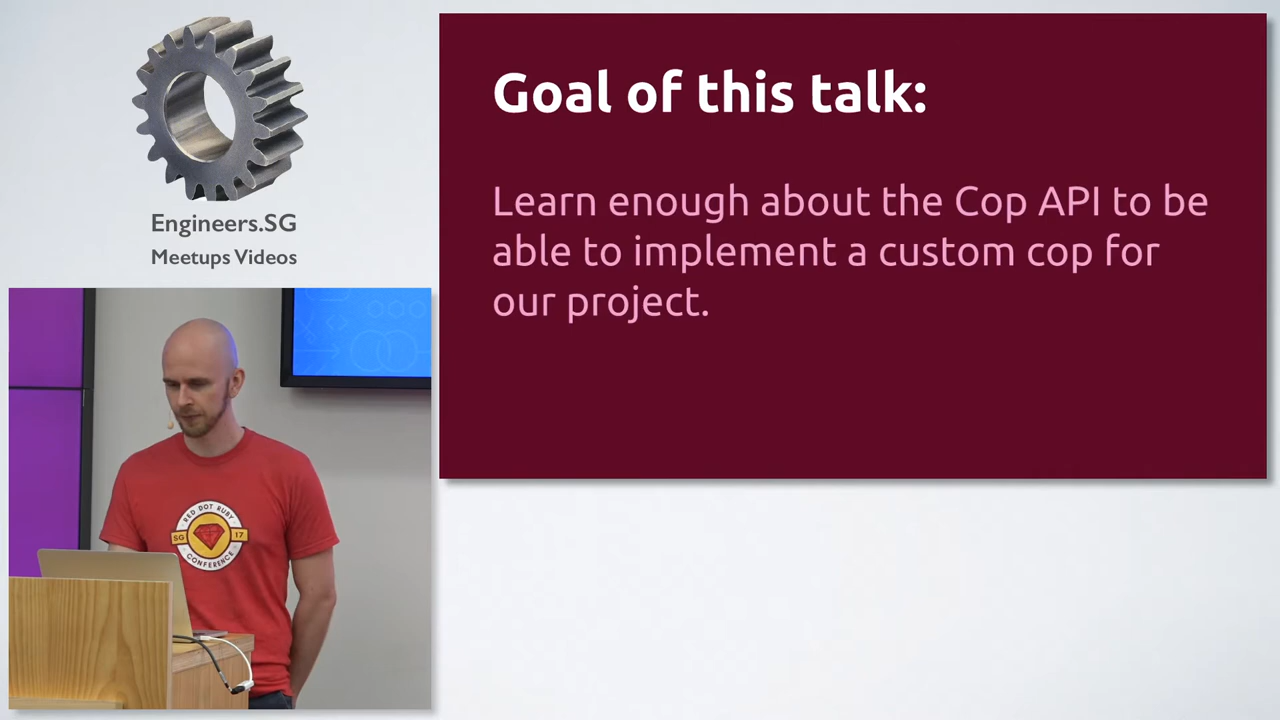 Engineers.SG
Meetups Videos
Goal of this talk:
Learn enough about the Cop API to be
able to implement a custom cop for
our project.
RED DOT RUBY
SG 17
CONFERENCE